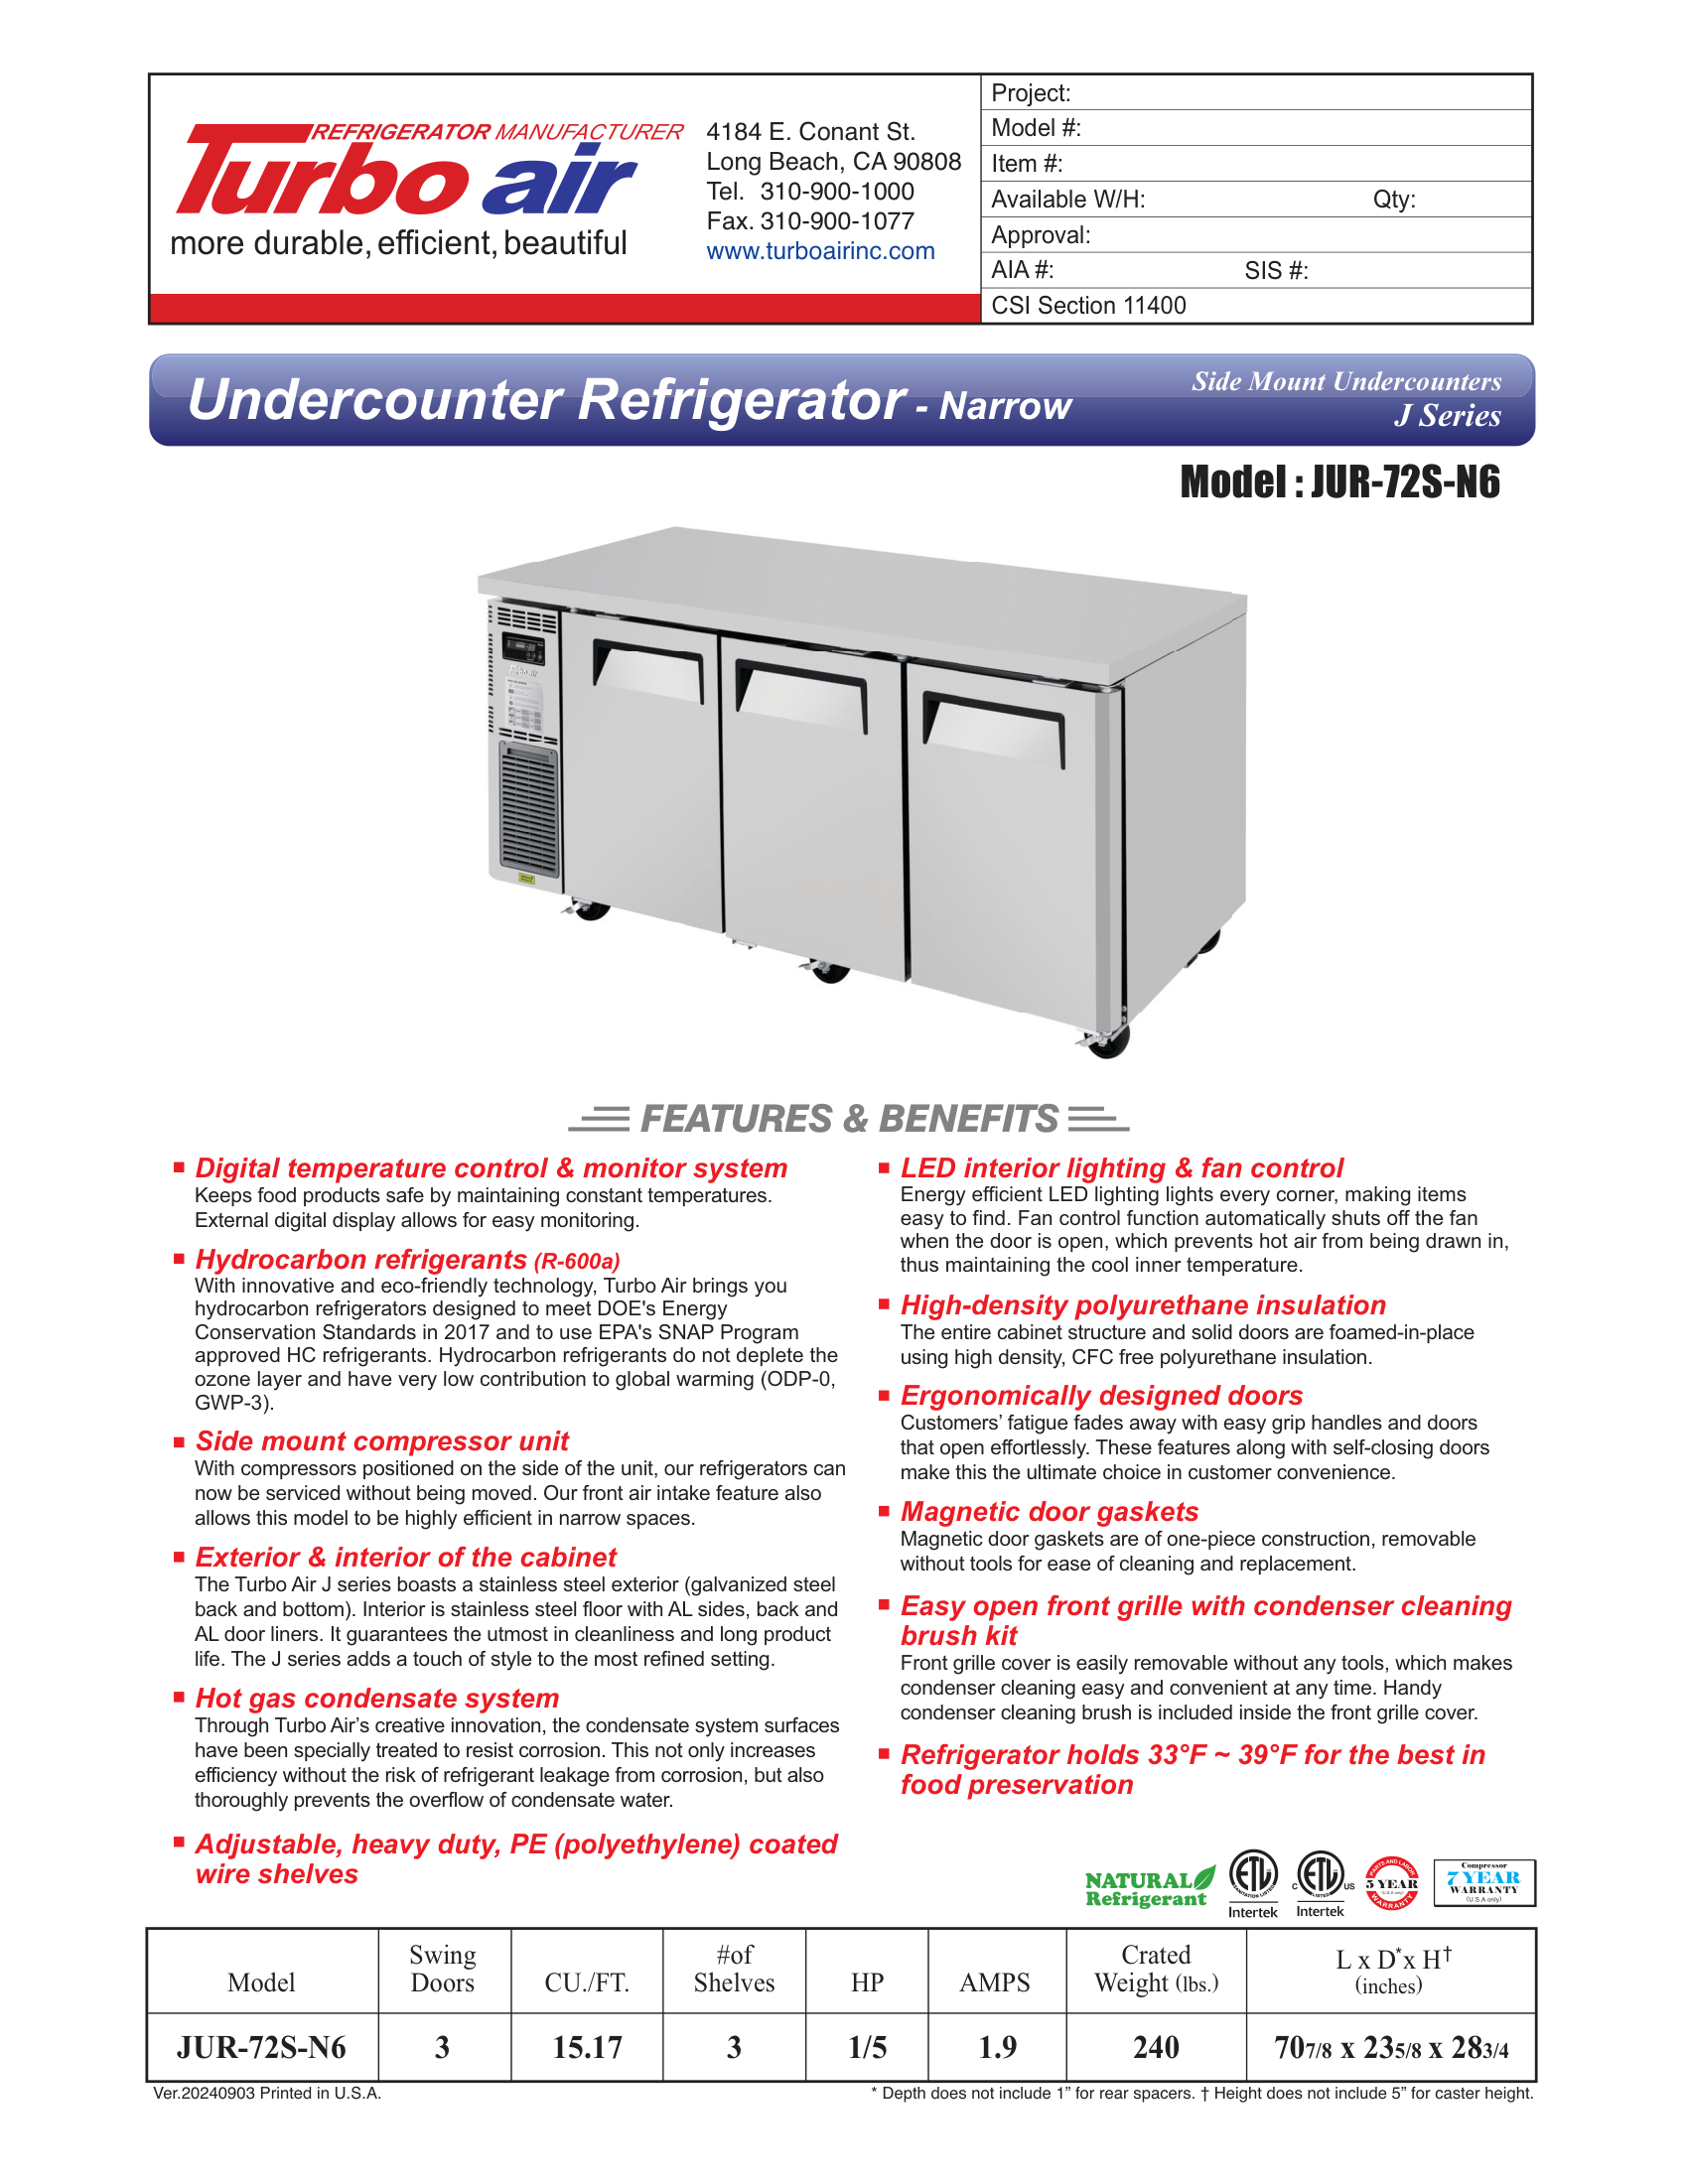 REFRIGERATOR MANUFACTURER
Turbo air
more durable, efficient, beautiful
4184 E. Conant St.
Long Beach, CA 90808
Tel. 310-900-1000
Fax. 310-900-1077
www.turboairinc.com
Project:
Model #:
Item #:
Available W/H: Qty:
Approval:
AIA #: SIS #:
CSI Section 11400
Undercounter Refrigerator - Narrow
Side Mount Undercounters
J Series
Model : JUR-72S-N6
FEATURES & BENEFITS
Digital temperature control & monitor system
Keeps food products safe by maintaining constant temperatures.
External digital display allows for easy monitoring.
Hydrocarbon refrigerants (R-600a)
With innovative and eco-friendly technology, Turbo Air brings you
hydrocarbon refrigerators designed to meet DOE's Energy
Conservation Standards in 2017 and to use EPA's SNAP Program
approved HC refrigerants. Hydrocarbon refrigerants do not deplete the
ozone layer and have very low contribution to global warming (ODP-0,
GWP-3).
Side mount compressor unit
With compressors positioned on the side of the unit, our refrigerators can
now be serviced without being moved. Our front air intake feature also
allows this model to be highly efficient in narrow spaces.
Exterior & interior of the cabinet
The Turbo Air J series boasts a stainless steel exterior (galvanized steel
back and bottom). Interior is stainless steel floor with AL sides, back and
AL door liners. It guarantees the utmost in cleanliness and long product
life. The J series adds a touch of style to the most refined setting.
Hot gas condensate system
Through Turbo Air’s creative innovation, the condensate system surfaces
have been specially treated to resist corrosion. This not only increases
efficiency without the risk of refrigerant leakage from corrosion, but also
thoroughly prevents the overflow of condensate water.
Adjustable, heavy duty, PE (polyethylene) coated
wire shelves
LED interior lighting & fan control
Energy efficient LED lighting lights every corner, making items
easy to find. Fan control function automatically shuts off the fan
when the door is open, which prevents hot air from being drawn in,
thus maintaining the cool inner temperature.
High-density polyurethane insulation
The entire cabinet structure and solid doors are foamed-in-place
using high density, CFC free polyurethane insulation.
Ergonomically designed doors
Customers’ fatigue fades away with easy grip handles and doors
that open effortlessly. These features along with self-closing doors
make this the ultimate choice in customer convenience.
Magnetic door gaskets
Magnetic door gaskets are of one-piece construction, removable
without tools for ease of cleaning and replacement.
Easy open front grille with condenser cleaning
brush kit
Front grille cover is easily removable without any tools, which makes
condenser cleaning easy and convenient at any time. Handy
condenser cleaning brush is included inside the front grille cover.
Refrigerator holds 33°F ~ 39°F for the best in
food preservation
NATURAL
Refrigerant
ETL
SANITATION LISTED
Intertek
C ETL US
LISTED
Intertek
PARTS AND LABOR
5 YEAR
(U.S.A only)
WARRANTY
Compressor
7 YEAR
WARRANTY
(U.S.A only)
Model Swing Doors CU./FT. #of Shelves HP AMPS Crated Weight (lbs.) L x D* x H† (inches)
JUR-72S-N6 3 15.17 3 1/5 1.9 240 707/8 x 235/8 x 283/4
Ver.20240903 Printed in U.S.A.
* Depth does not include 1” for rear spacers. † Height does not include 5” for caster height.